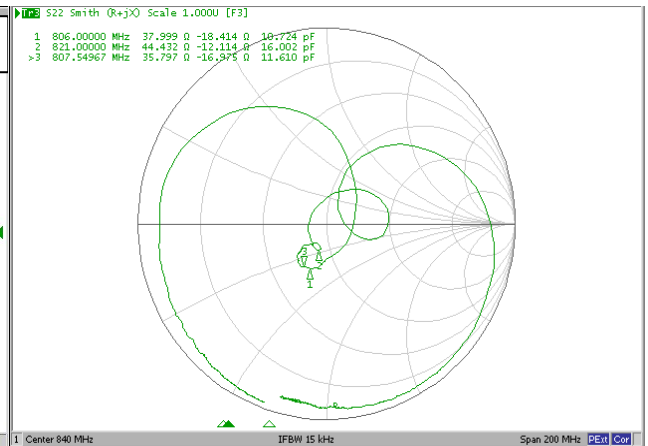 Tr3 S22 Smith (R+jX) Scale 1.000U [F3]
1 806.00000 MHz 37.999 Ω -18.414 Ω 10.724 pF
2 821.00000 MHz 44.432 Ω -12.114 Ω 16.002 pF
>3 807.54967 MHz 35.797 Ω -16.975 Ω 11.610 pF
3
2
1
1 Center 840 MHz IFBW 15 kHz Span 200 MHz PExt Cor